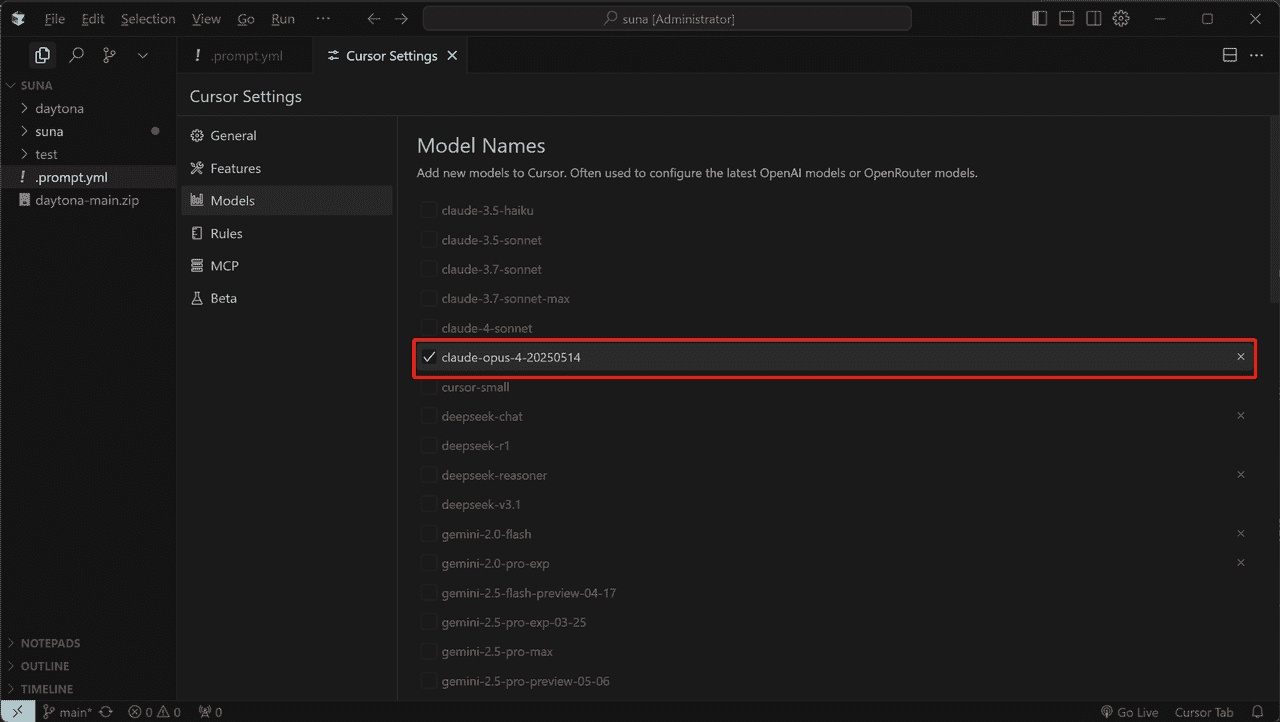 File Edit Selection View Go Run ··· suna [Administrator]
.prompt.yml Cursor Settings
SUNA
daytona
suna
test
.prompt.yml
daytona-main.zip
NOTEPADS
OUTLINE
TIMELINE
Cursor Settings
General
Features
Models
Rules
MCP
Beta
Model Names
Add new models to Cursor. Often used to configure the latest OpenAI models or OpenRouter models.
claude-3.5-haiku
claude-3.5-sonnet
claude-3.7-sonnet
claude-3.7-sonnet-max
claude-4-sonnet
claude-opus-4-20250514
cursor-small
deepseek-chat
deepseek-r1
deepseek-reasoner
deepseek-v3.1
gemini-2.0-flash
gemini-2.0-pro-exp
gemini-2.5-flash-preview-04-17
gemini-2.5-pro-exp-03-25
gemini-2.5-pro-max
gemini-2.5-pro-preview-05-06
main* 0 0 0 Go Live Cursor Tab